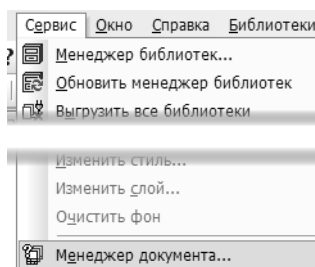 Сервис Окно Справка Библиотеки
Менеджер библиотек...
Обновить менеджер библиотек
Выгрузить все библиотеки
Изменить стиль...
Изменить слой...
Очистить фон
Менеджер документа...